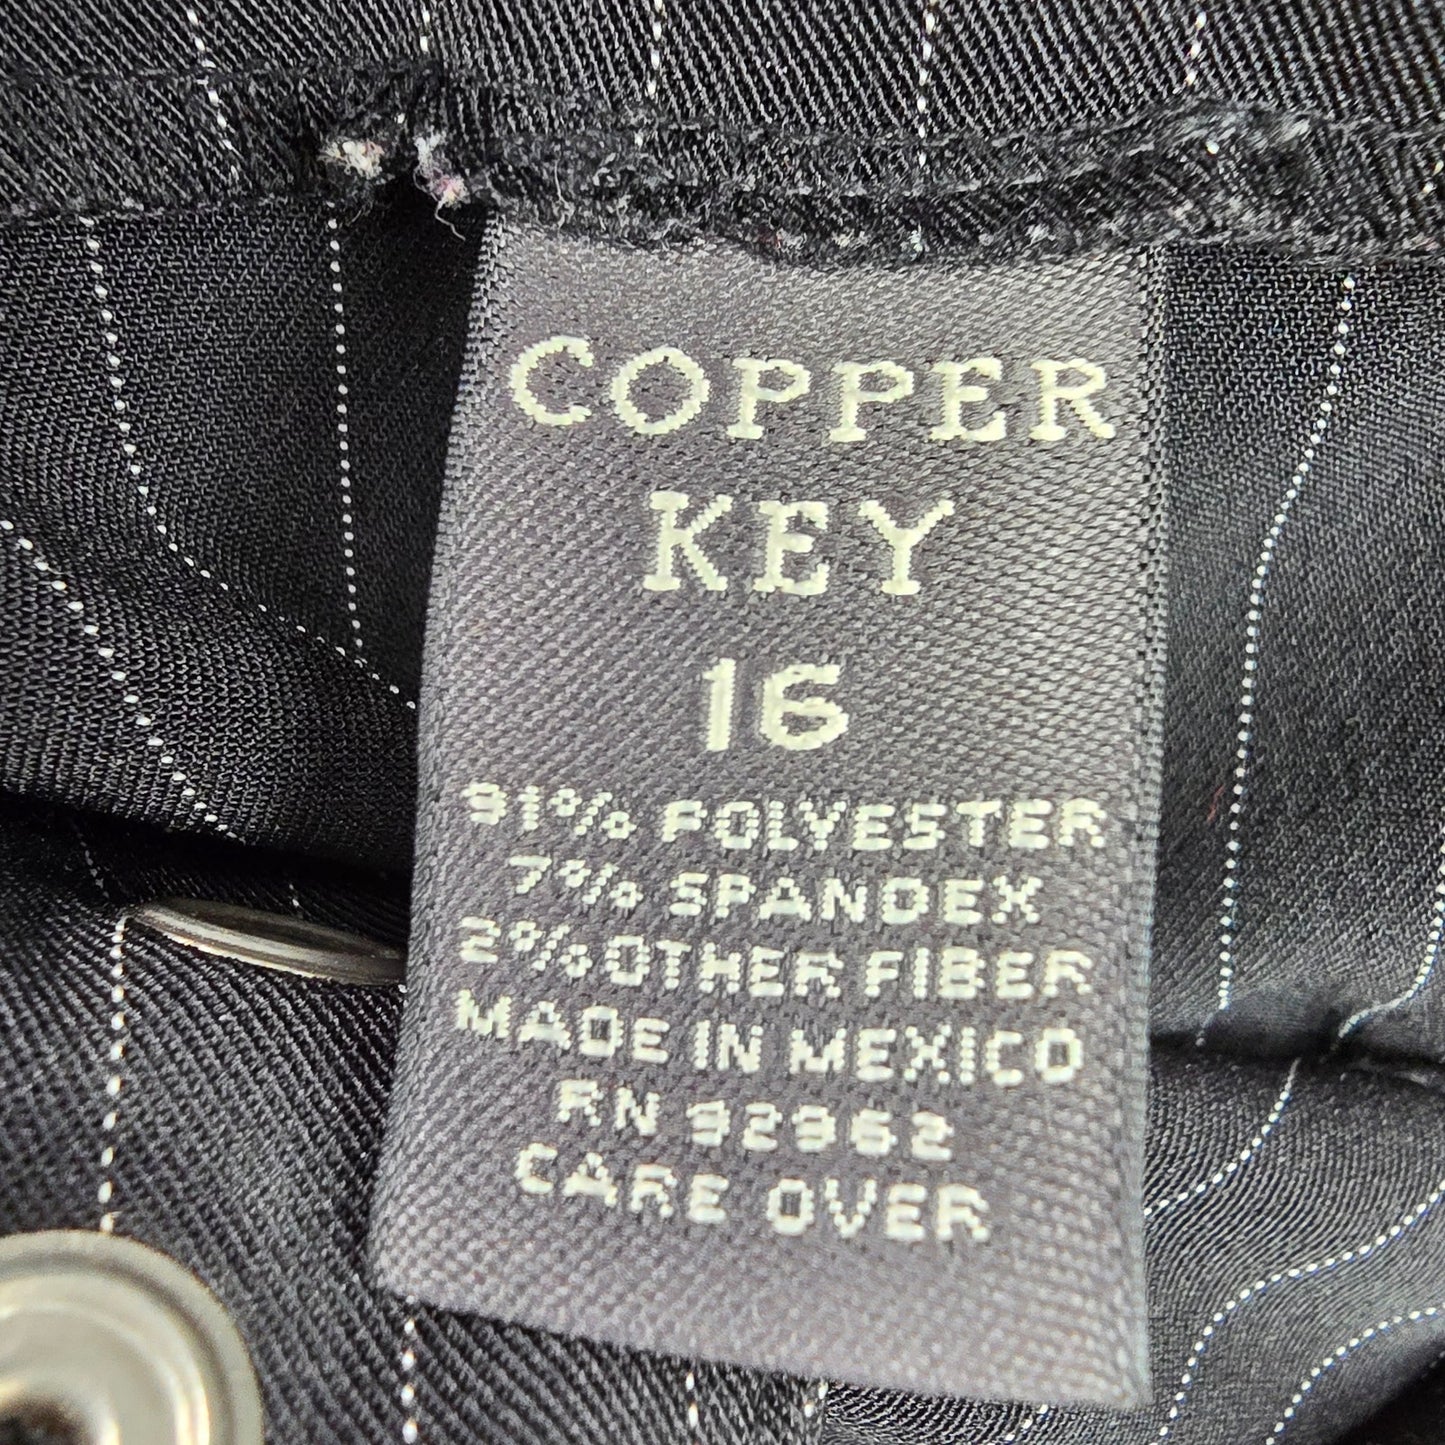 COPPER
KEY
16
91% POLYESTER
7% SPANDEX
2% OTHER FIBER
MADE IN MEXICO
RN 92962
CARE OVER